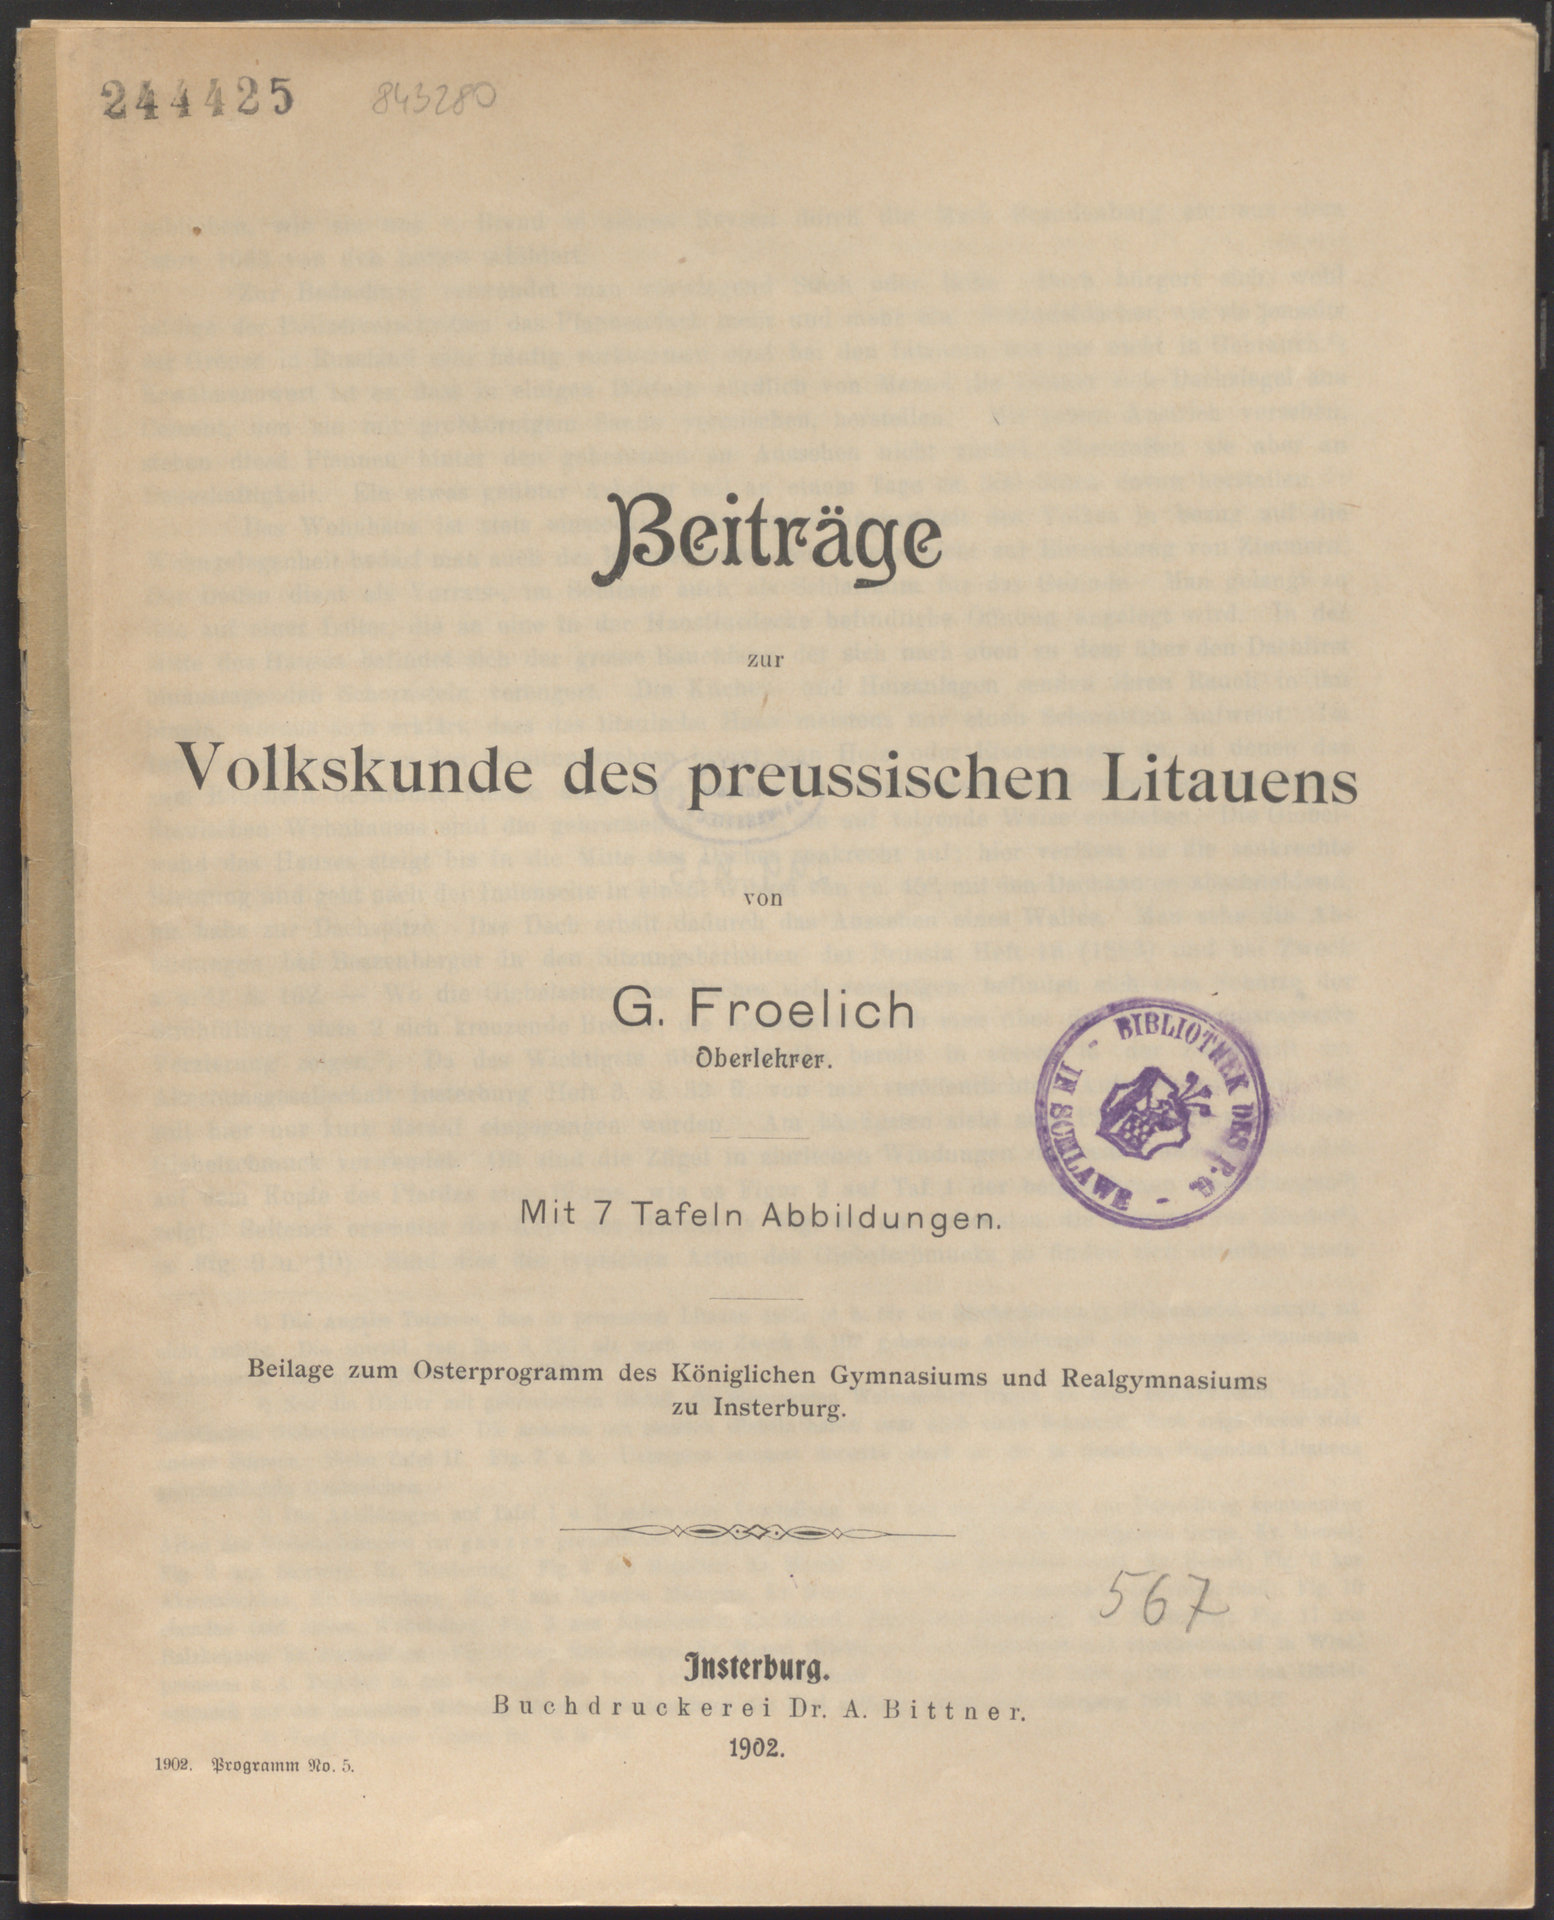 244425 843280
Beiträge
zur
Volkskunde des preussischen Litauens
von
G. Froelich
Oberlehrer.
BIBLIOTHEK DES P. G. - IN SCHLAWE -
Mit 7 Tafeln Abbildungen.
Beilage zum Osterprogramm des Königlichen Gymnasiums und Realgymnasiums
zu Insterburg.
567
Insterburg.
Buchdruckerei Dr. A. Bittner.
1902.
1902. Programm No. 5.